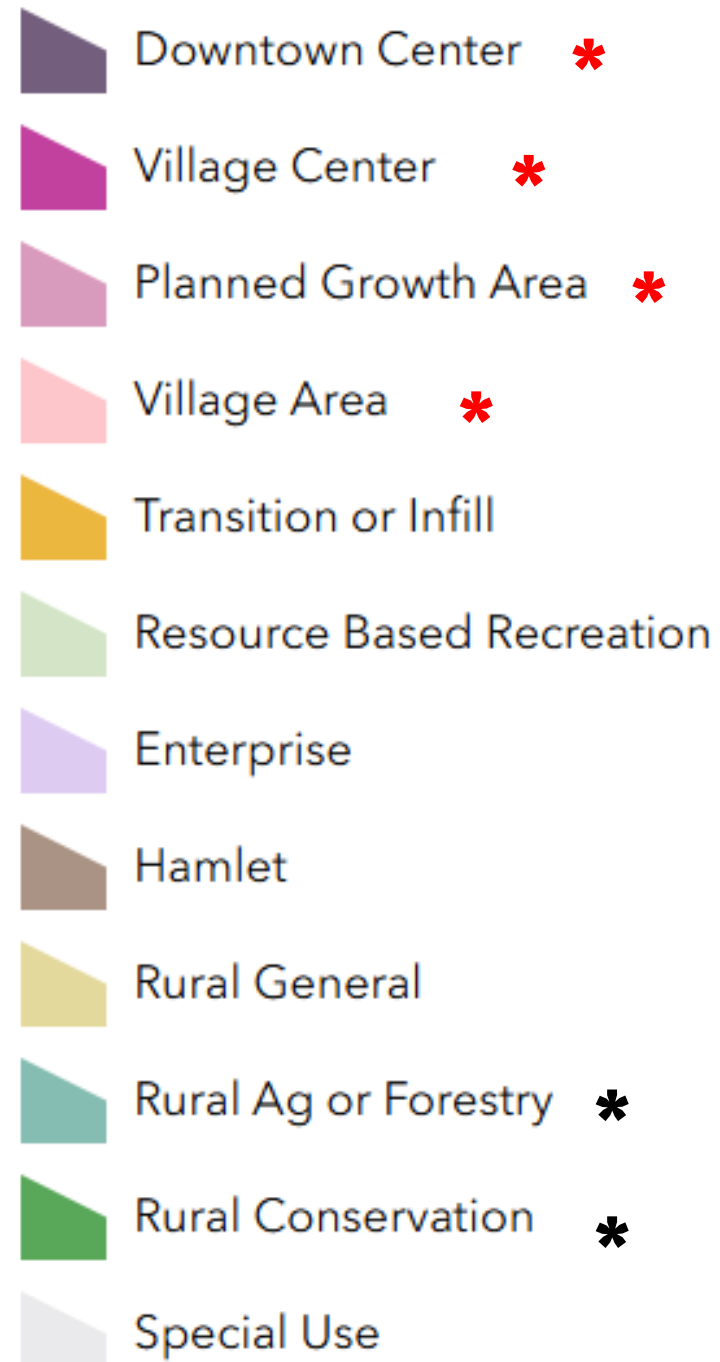 Downtown Center *
Village Center *
Planned Growth Area *
Village Area *
Transition or Infill
Resource Based Recreation
Enterprise
Hamlet
Rural General
Rural Ag or Forestry *
Rural Conservation *
Special Use